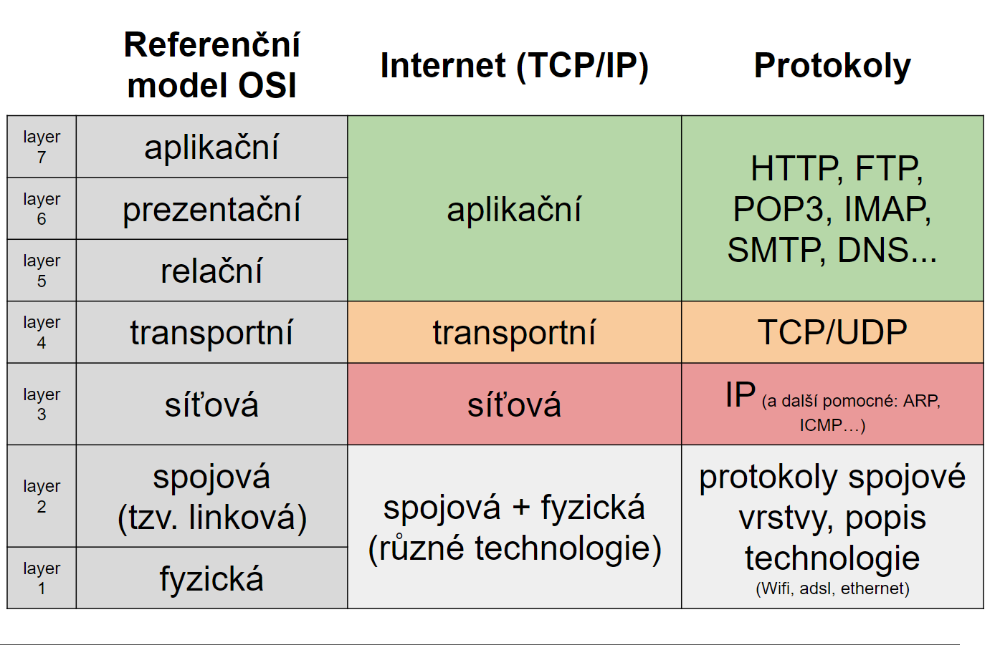 Referenční
model OSI
Internet (TCP/IP)
Protokoly
layer
7
aplikační
layer
6
prezentační
layer
5
relační
aplikační
HTTP, FTP,
POP3, IMAP,
SMTP, DNS...
layer
4
transportní
transportní
TCP/UDP
layer
3
síťová
síťová
IP (a další pomocné: ARP,
ICMP…)
layer
2
spojová
(tzv. linková)
layer
1
fyzická
spojová + fyzická
(různé technologie)
protokoly spojové
vrstvy, popis
technologie
(Wifi, adsl, ethernet)